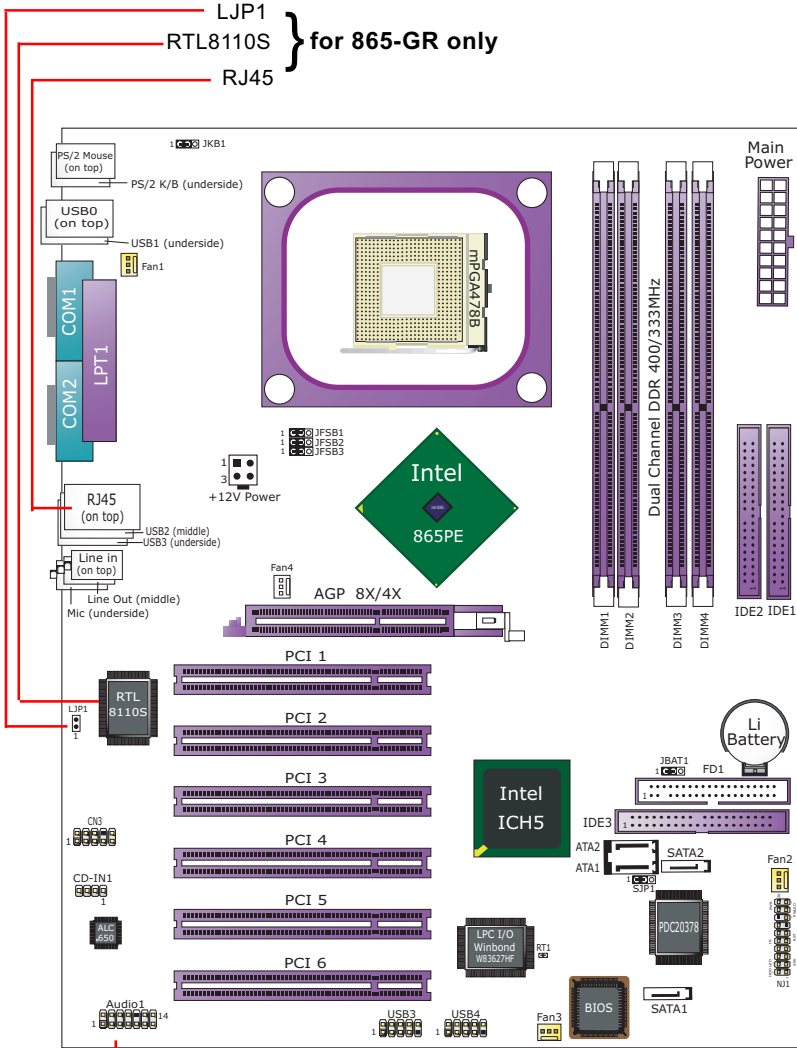 LJP1
RTL8110S
} for 865-GR only
RJ45
1 JKB1
PS/2 Mouse
(on top)
PS/2 K/B (underside)
USB0
(on top)
USB1 (underside)
Fan1
COM1
LPT1
COM2
mPGA478B
Main
Power
Dual Channel DDR 400/333MHz
1 JFSB1
1 JFSB2
1 JFSB3
1
3
+12V Power
Intel
865PE
RJ45
(on top)
USB2 (middle)
USB3 (underside)
Line in
(on top)
Line Out (middle)
Mic (underside)
Fan4
AGP 8X/4X
DIMM1
DIMM2
DIMM3
DIMM4
IDE2 IDE1
PCI 1
RTL
8110S
LJP1
1
PCI 2
Li
Battery
JBAT1
1
FD1
1
PCI 3
Intel
ICH5
IDE3
1
CN3
1
PCI 4
ATA2
ATA1
SATA2
1
SJP1
Fan2
CD-IN1
1
ALC
650
PCI 5
LPC I/O
Winbond
W83627HF
RT1
PDC20378
NJ1
PCI 6
BIOS
SATA1
Audio1
1
14
USB3
1
USB4
1
Fan3